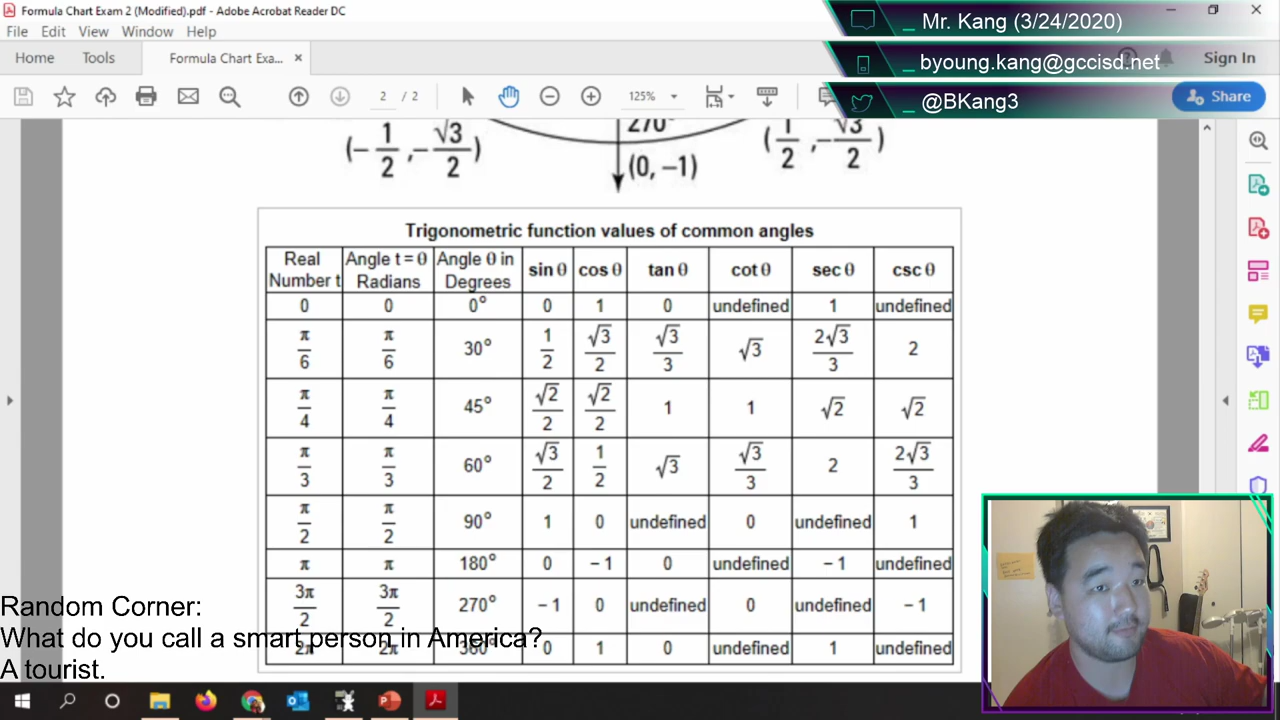 Formula Chart Exam 2 (Modified).pdf - Adobe Acrobat Reader DC
_ Mr. Kang (3/24/2020)
File Edit View Window Help
Home Tools Formula Chart Exa... × _ byoung.kang@gccisd.net Sign In
2 / 2 125% _ @BKang3 Share
(-1/2, -√3/2) 270° (1/2, -√3/2)
(0, -1)
Trigonometric function values of common angles
Real Number t Angle t = θ Radians Angle θ in Degrees sin θ cos θ tan θ cot θ sec θ csc θ
0 0 0° 0 1 0 undefined 1 undefined
π/6 π/6 30° 1/2 √3/2 √3/3 √3 2√3/3 2
π/4 π/4 45° √2/2 √2/2 1 1 √2 √2
π/3 π/3 60° √3/2 1/2 √3 √3/3 2 2√3/3
π/2 π/2 90° 1 0 undefined 0 undefined 1
π π 180° 0 -1 0 undefined -1 undefined
3π/2 3π/2 270° -1 0 undefined 0 undefined -1
2π 2π 360° 0 1 0 undefined 1 undefined
Random Corner:
What do you call a smart person in America?
A tourist.